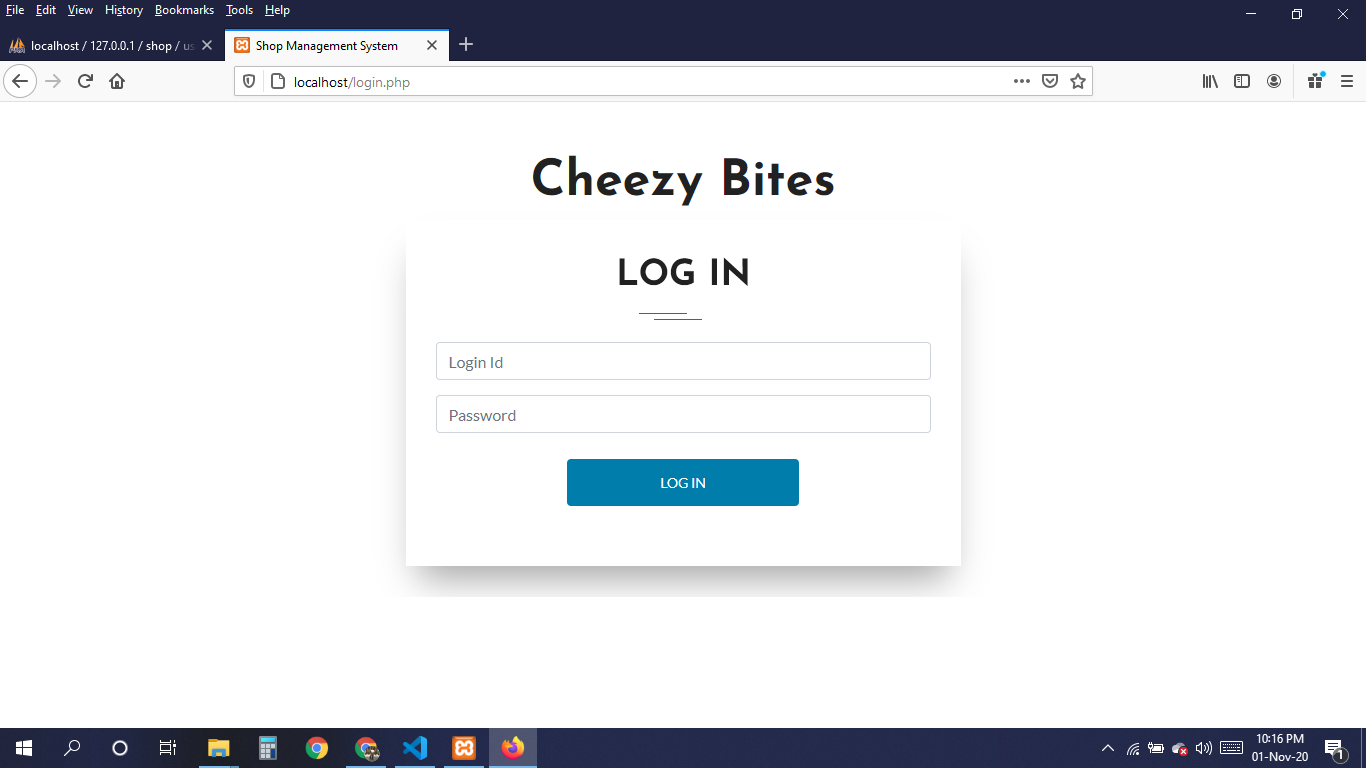 File Edit View History Bookmarks Tools Help
localhost / 127.0.0.1 / shop / us
Shop Management System
localhost/login.php
Cheezy Bites
LOG IN
Login Id
Password
LOG IN
10:16 PM
01-Nov-20
1